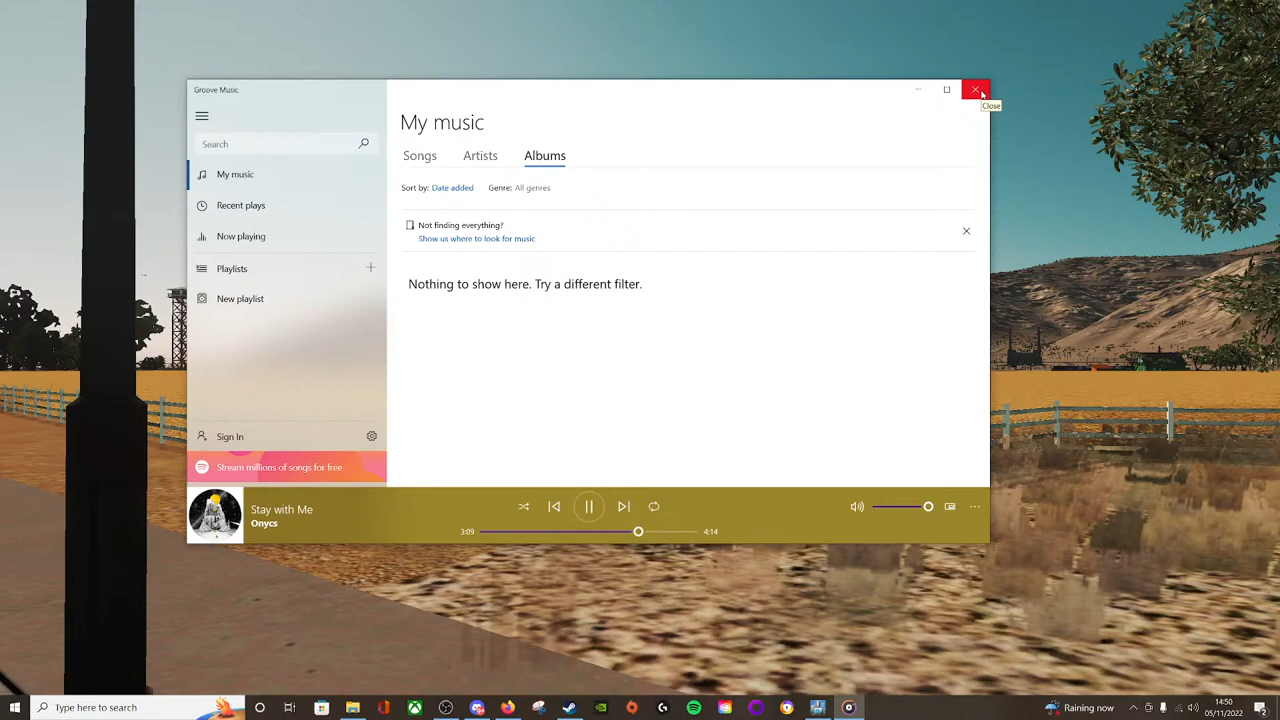 Groove Music
Close
Search
My music
Recent plays
Now playing
Playlists
New playlist
Sign In
Stream millions of songs for free
My music
Songs Artists Albums
Sort by: Date added Genre: All genres
Not finding everything?
Show us where to look for music
Nothing to show here. Try a different filter.
Stay with Me
Onycs
3:09 4:14
Type here to search
Raining now
14:50
05/11/2022
2